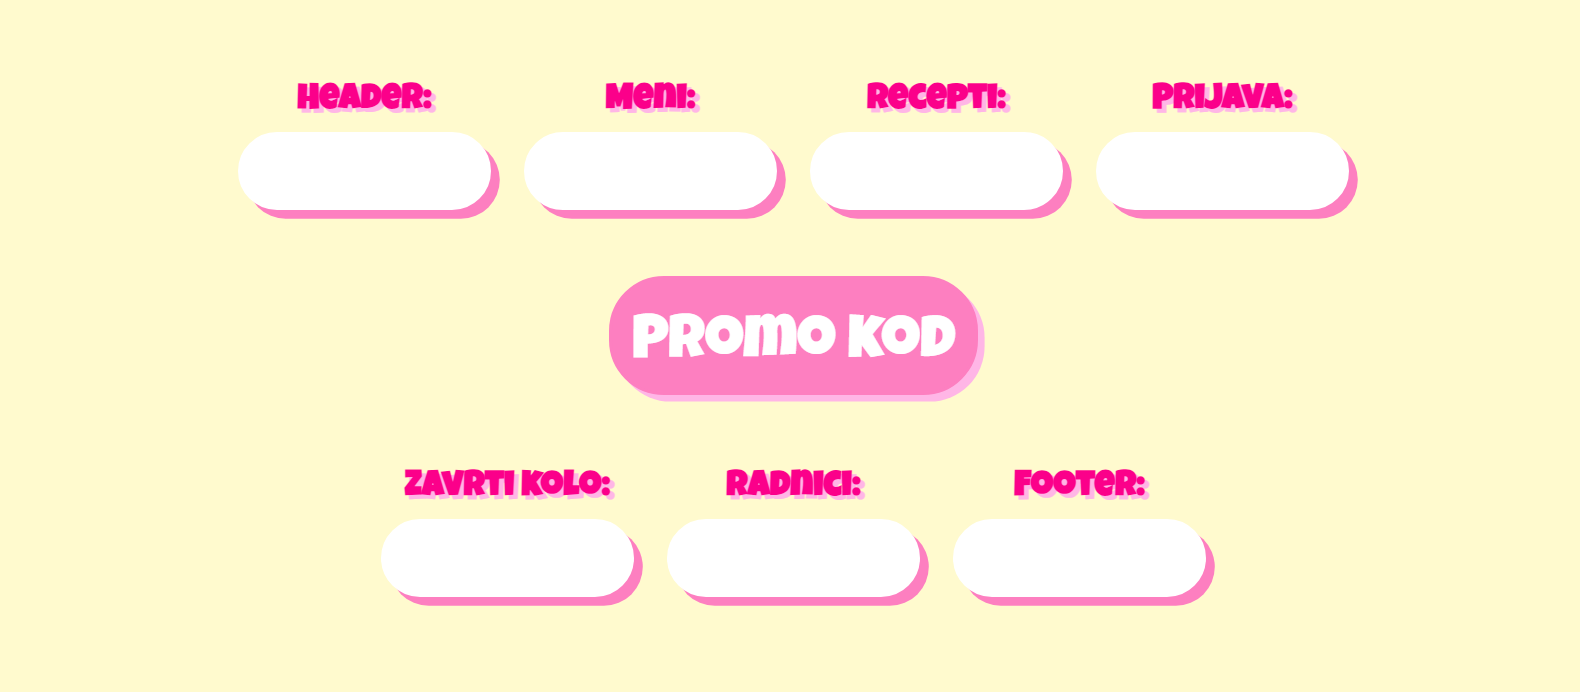 Header:
Meni:
Recepti:
Prijava:
Promo kod
Zavrti kolo:
Radnici:
Footer: